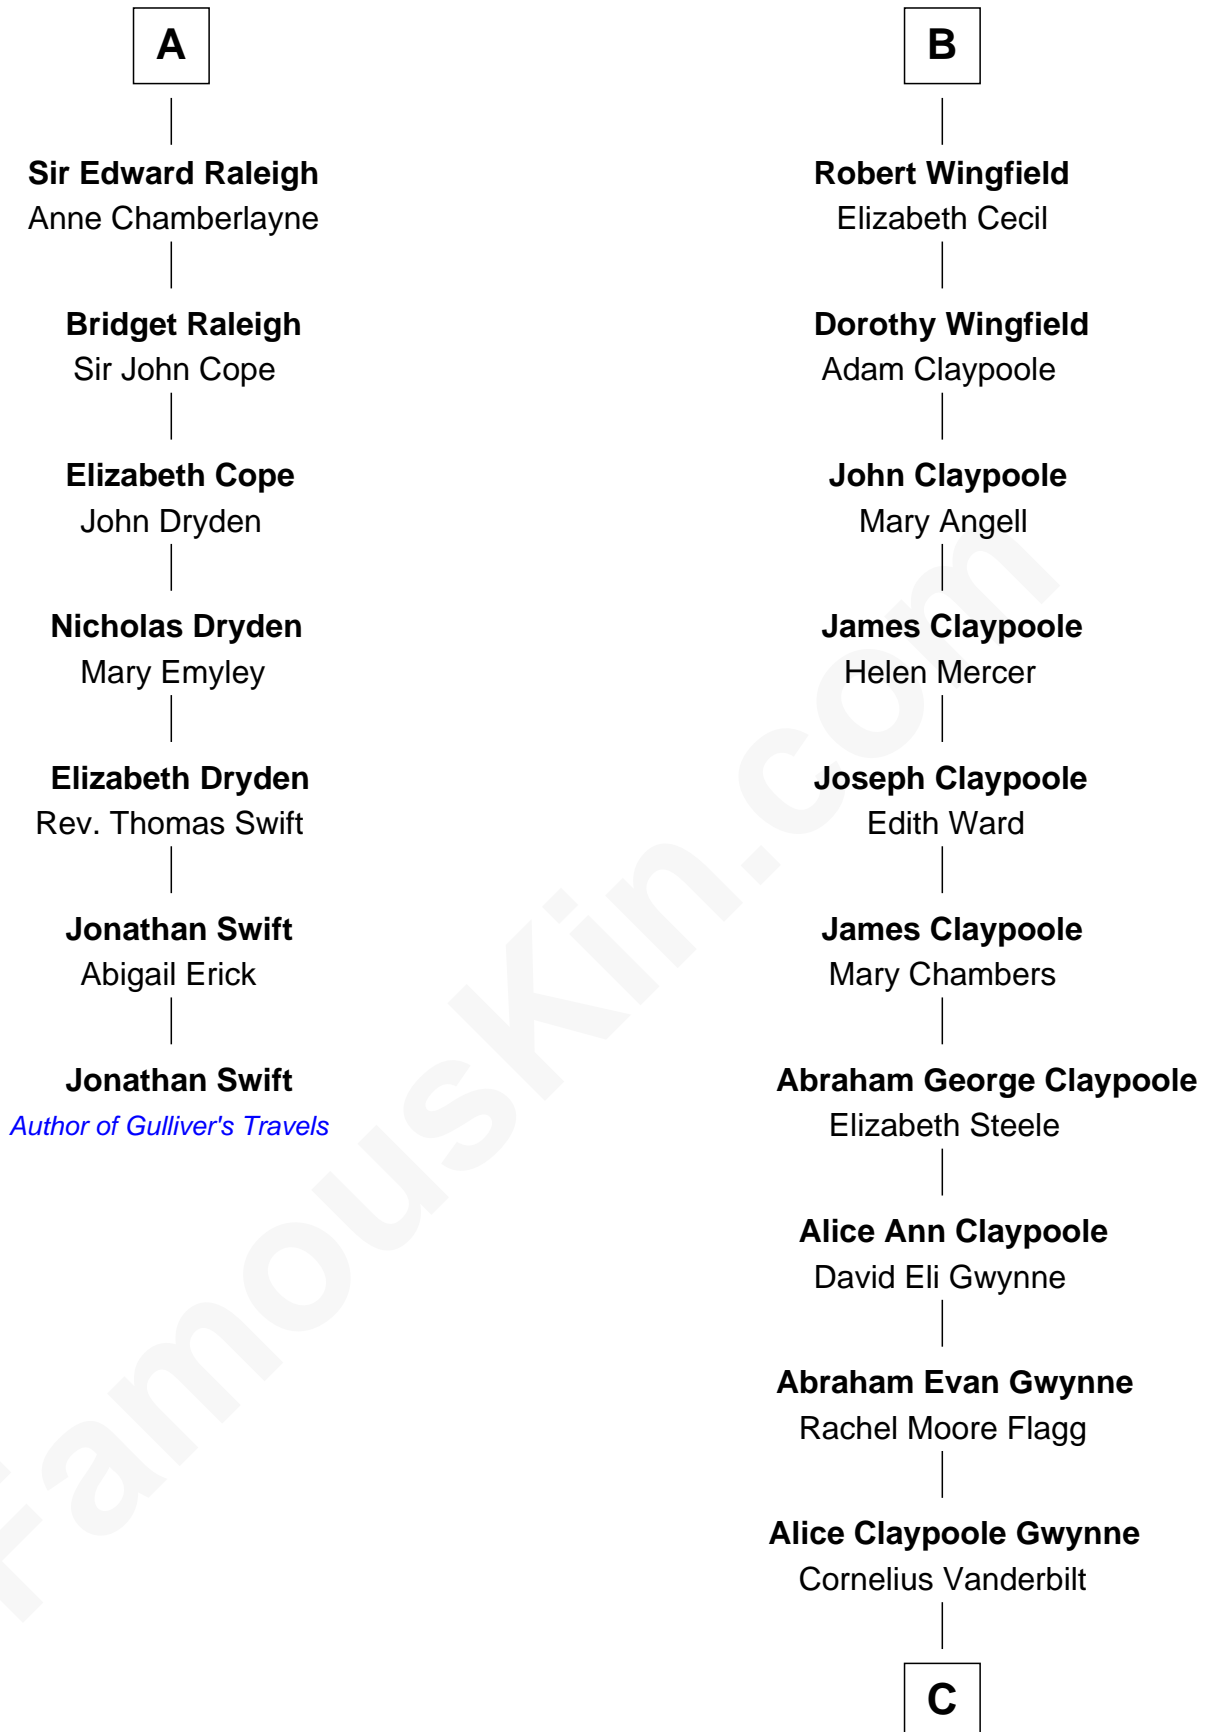 A
Sir Edward Raleigh
Anne Chamberlayne
Bridget Raleigh
Sir John Cope
Elizabeth Cope
John Dryden
Nicholas Dryden
Mary Emyley
Elizabeth Dryden
Rev. Thomas Swift
Jonathan Swift
Abigail Erick
Jonathan Swift
Author of Gulliver's Travels
B
Robert Wingfield
Elizabeth Cecil
Dorothy Wingfield
Adam Claypoole
John Claypoole
Mary Angell
James Claypoole
Helen Mercer
Joseph Claypoole
Edith Ward
James Claypoole
Mary Chambers
Abraham George Claypoole
Elizabeth Steele
Alice Ann Claypoole
David Eli Gwynne
Abraham Evan Gwynne
Rachel Moore Flagg
Alice Claypoole Gwynne
Cornelius Vanderbilt
C
FamousKin.com